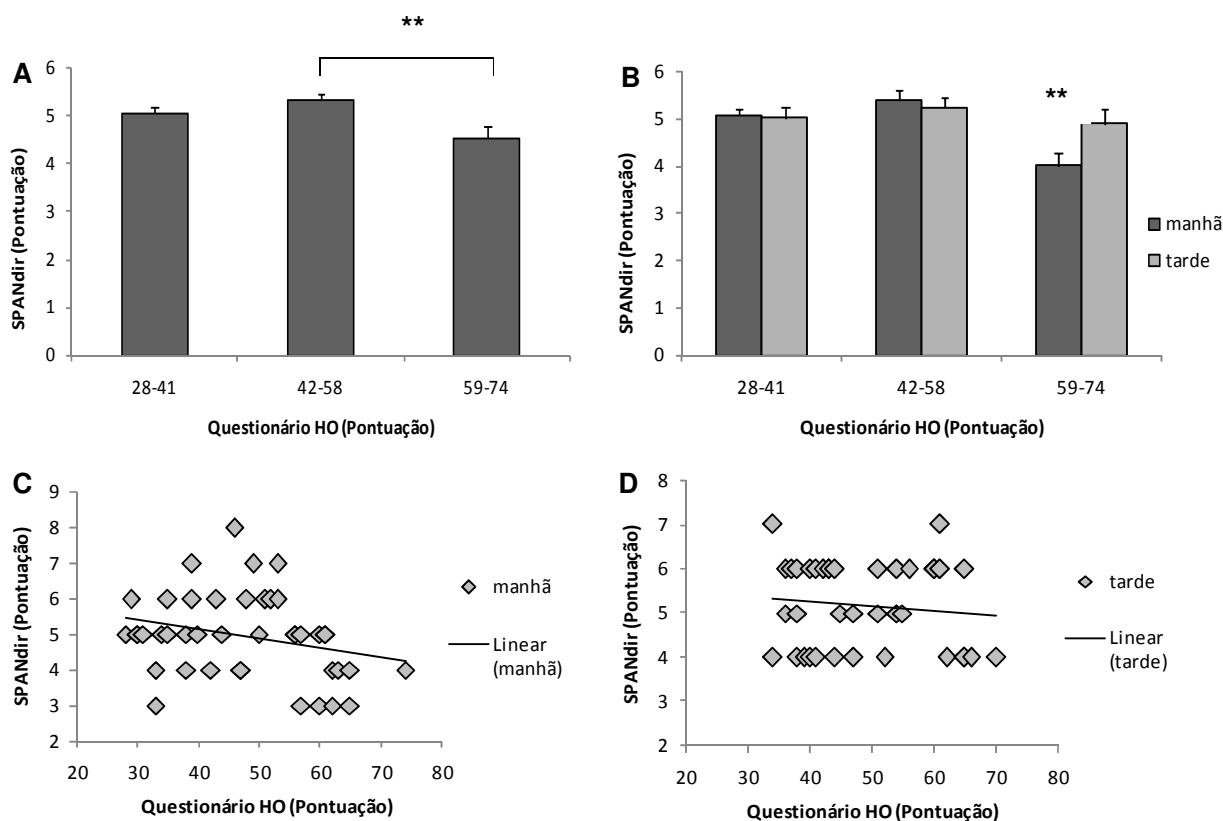 **
A
6
5
4
3
2
1
0
SPANdir (Pontuação)
28-41
42-58
59-74
Questionário HO (Pontuação)
B
**
6
5
4
3
2
1
0
SPANdir (Pontuação)
manhã
tarde
28-41
42-58
59-74
Questionário HO (Pontuação)
C
9
8
7
6
5
4
3
2
SPANdir (Pontuação)
manhã
Linear
(manhã)
20
30
40
50
60
70
80
Questionário HO (Pontuação)
D
8
7
6
5
4
3
2
SPANdir (Pontuação)
tarde
Linear
(tarde)
20
30
40
50
60
70
80
Questionário HO (Pontuação)